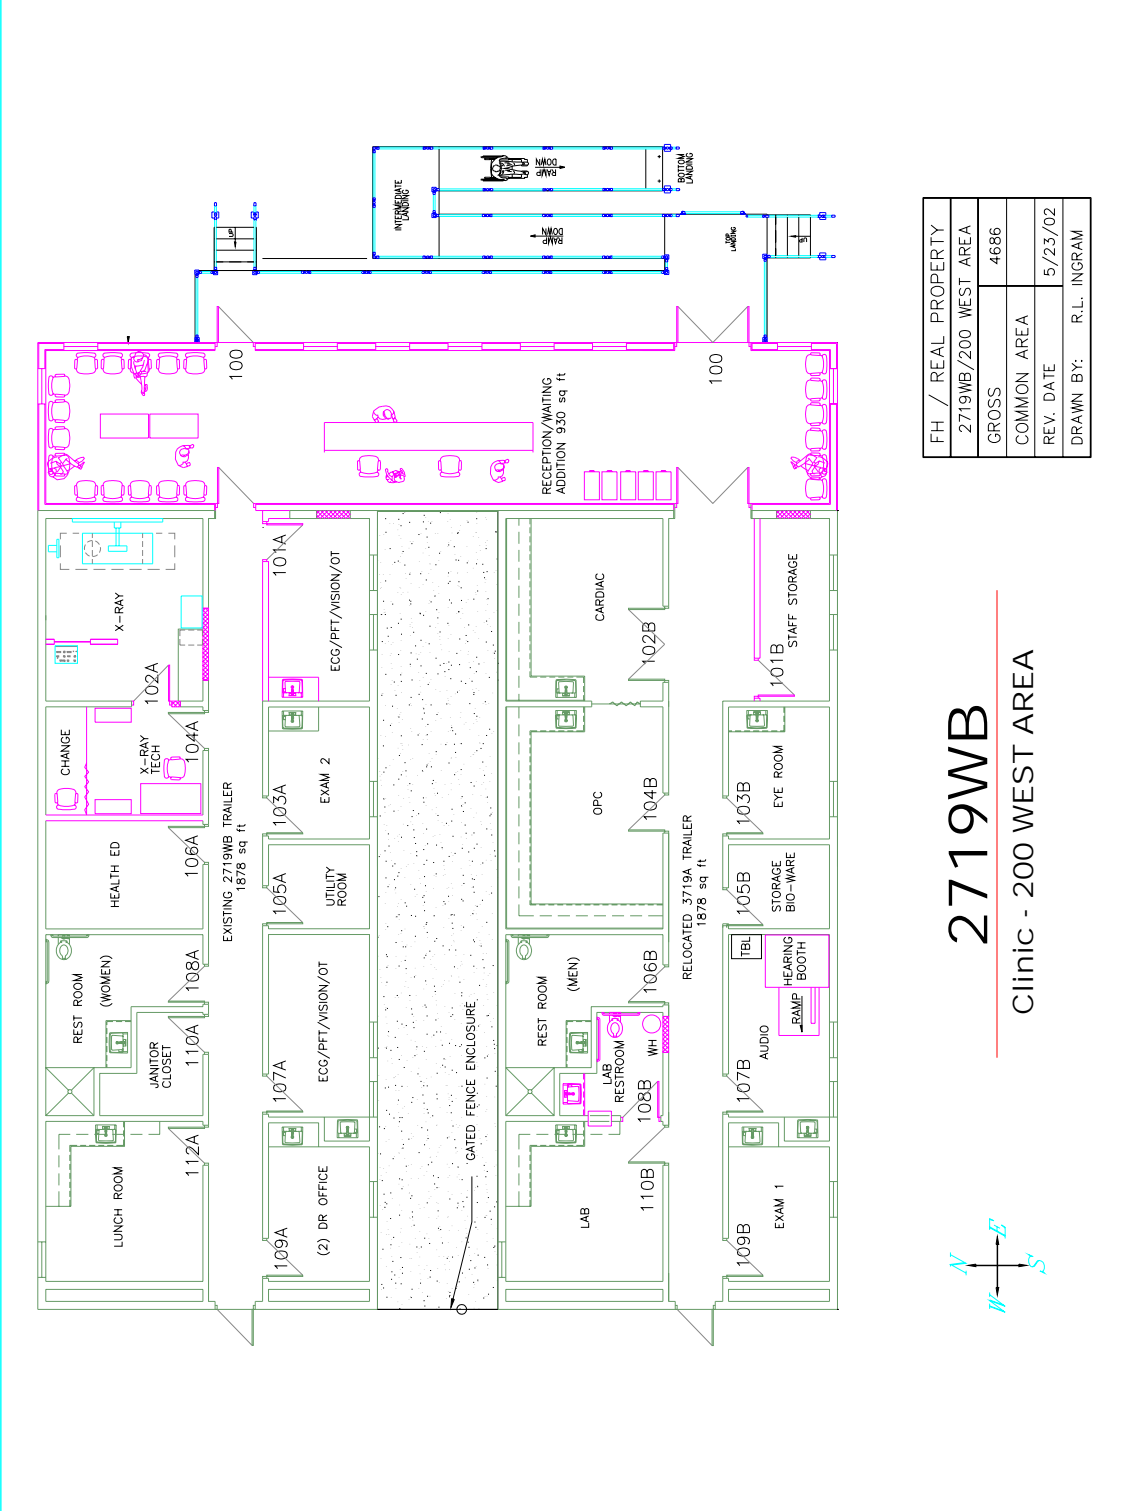 UP
INTERMEDIATE
LANDING
RAMP
DOWN
RAMP
DOWN
BOTTOM
LANDING
TOP
LANDING
UP
FH / REAL PROPERTY
2719WB/200 WEST AREA
GROSS 4686
COMMON AREA
REV. DATE 5/23/02
DRAWN BY: R.L. INGRAM
100
100
RECEPTION/WAITING
ADDITION 930 sq ft
X-RAY
102A
101A
ECG/PFT/VISION/OT
CHANGE
X-RAY
TECH
104A
103A
EXAM 2
HEALTH ED
106A
EXISTING 2719WB TRAILER
1878 sq ft
105A
UTILITY
ROOM
REST ROOM
(WOMEN)
108A
JANITOR
CLOSET
110A
107A
ECG/PFT/VISION/OT
LUNCH ROOM
112A
109A
(2) DR OFFICE
GATED FENCE ENCLOSURE
CARDIAC
102B
101B
STAFF STORAGE
OPC
104B
103B
EYE ROOM
RELOCATED 3719A TRAILER
1878 sq ft
105B
STORAGE
BIO-WARE
REST ROOM
(MEN)
106B
LAB
RESTROOM
WH
108B
TBL
HEARING
BOOTH
RAMP
AUDIO
107B
LAB
110B
109B
EXAM 1
2719WB
Clinic - 200 WEST AREA
N
E
S
W